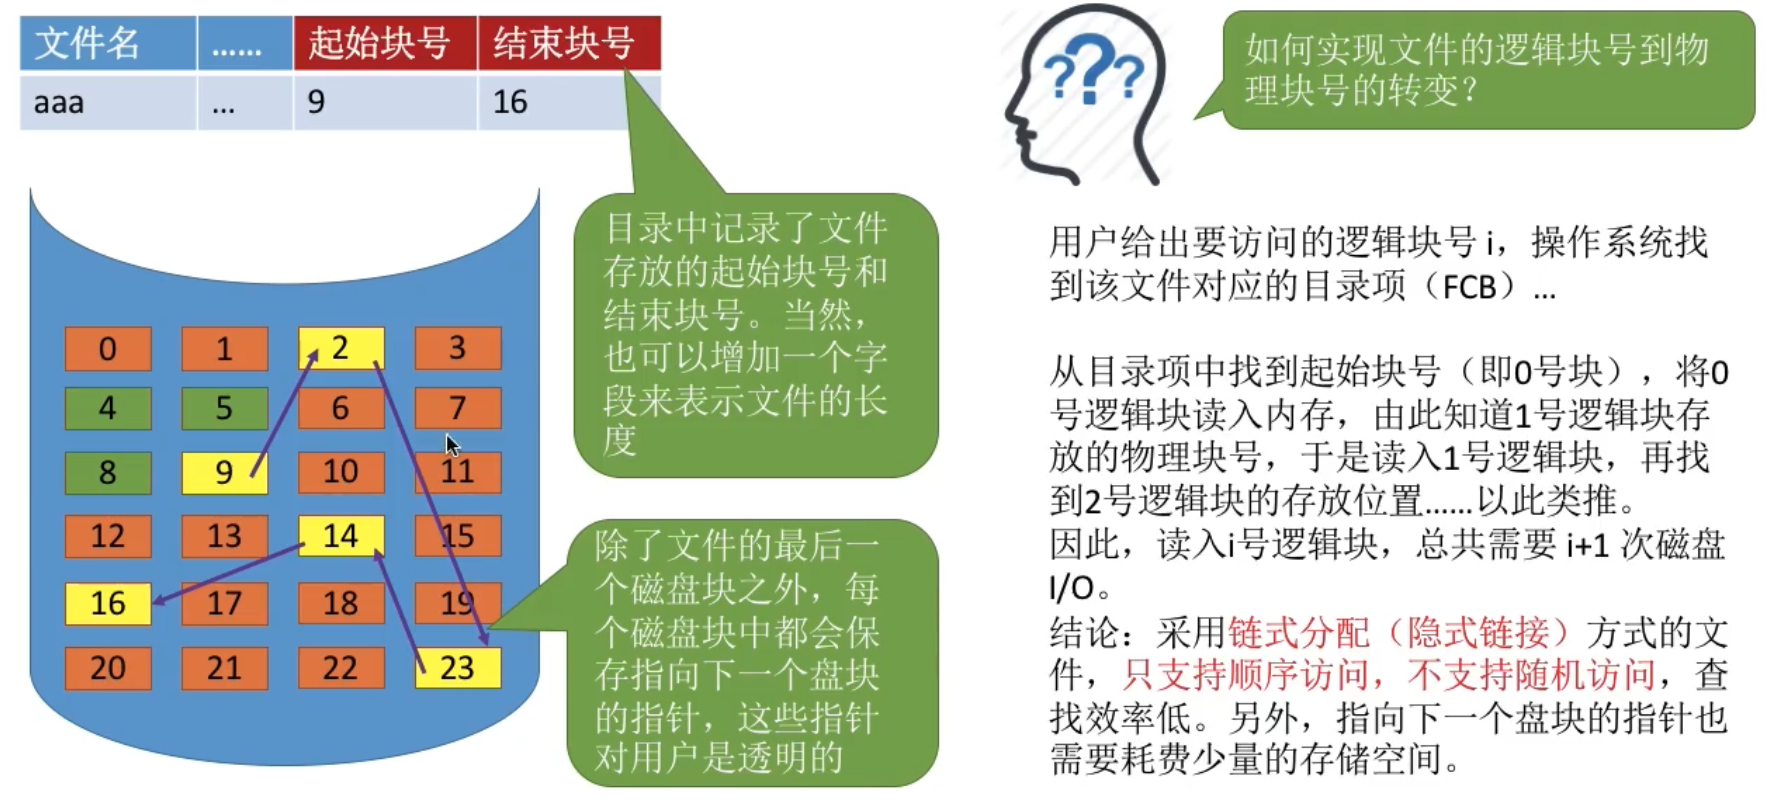 文件名 …… 起始块号 结束块号
aaa … 9 16
目录中记录了文件
存放的起始块号和
结束块号。当然，
也可以增加一个字
段来表示文件的长
度
0 1 2 3
4 5 6 7
8 9 10 11
12 13 14 15
16 17 18 19
20 21 22 23
除了文件的最后一
个磁盘块之外，每
个磁盘块中都会保
存指向下一个盘块
的指针，这些指针
对用户是透明的
???
如何实现文件的逻辑块号到物
理块号的转变？
用户给出要访问的逻辑块号 i，操作系统找
到该文件对应的目录项（FCB）…
从目录项中找到起始块号（即0号块），将0
号逻辑块读入内存，由此知道1号逻辑块存
放的物理块号，于是读入1号逻辑块，再找
到2号逻辑块的存放位置……以此类推。
因此，读入i号逻辑块，总共需要 i+1 次磁盘
I/O。
结论：采用链式分配（隐式链接）方式的文
件，只支持顺序访问，不支持随机访问，查
找效率低。另外，指向下一个盘块的指针也
需要耗费少量的存储空间。